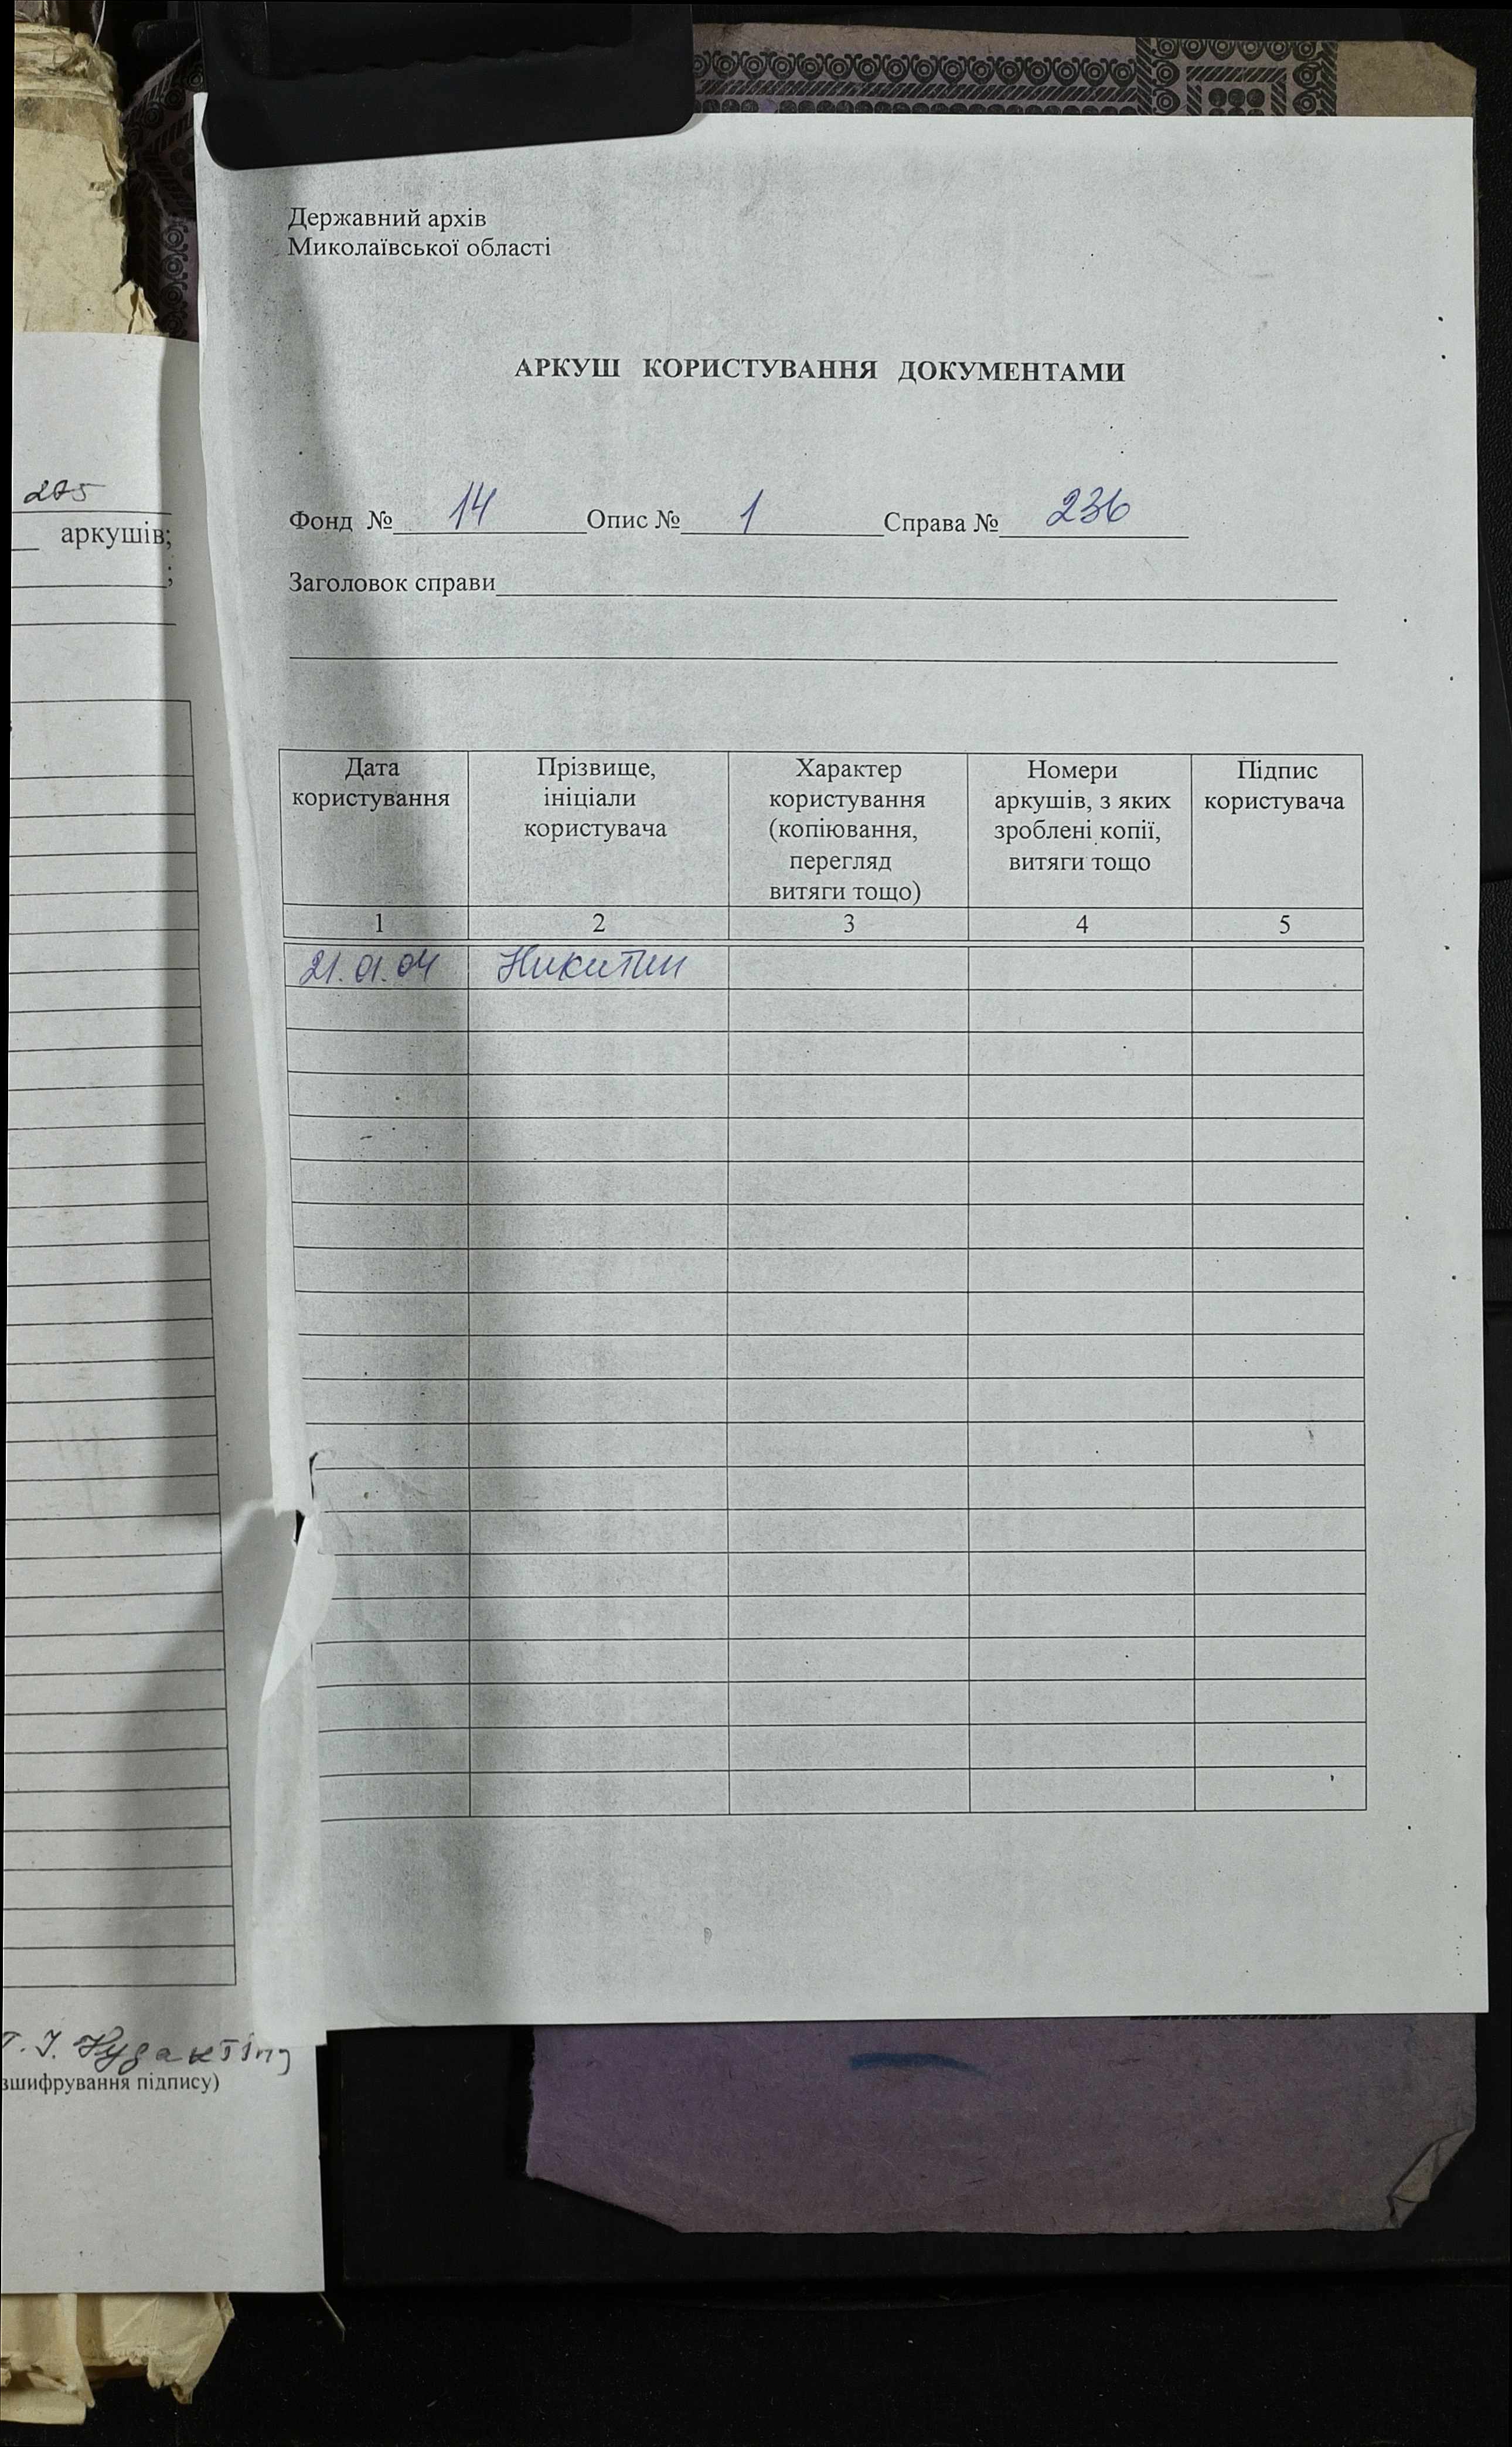 Державний архів
Миколаївської області
АРКУШ КОРИСТУВАННЯ ДОКУМЕНТАМИ
Фонд № 14 Опис № 1 Справа № 236
Заголовок справи
Дата користування
Прізвище, ініціали користувача
Характер користування (копіювання, перегляд витяги тощо)
Номери аркушів, з яких зроблені копії, витяги тощо
Підпис користувача
1 2 3 4 5
21.01.04 Никитин
аркушів;
;
зшифрування підпису)